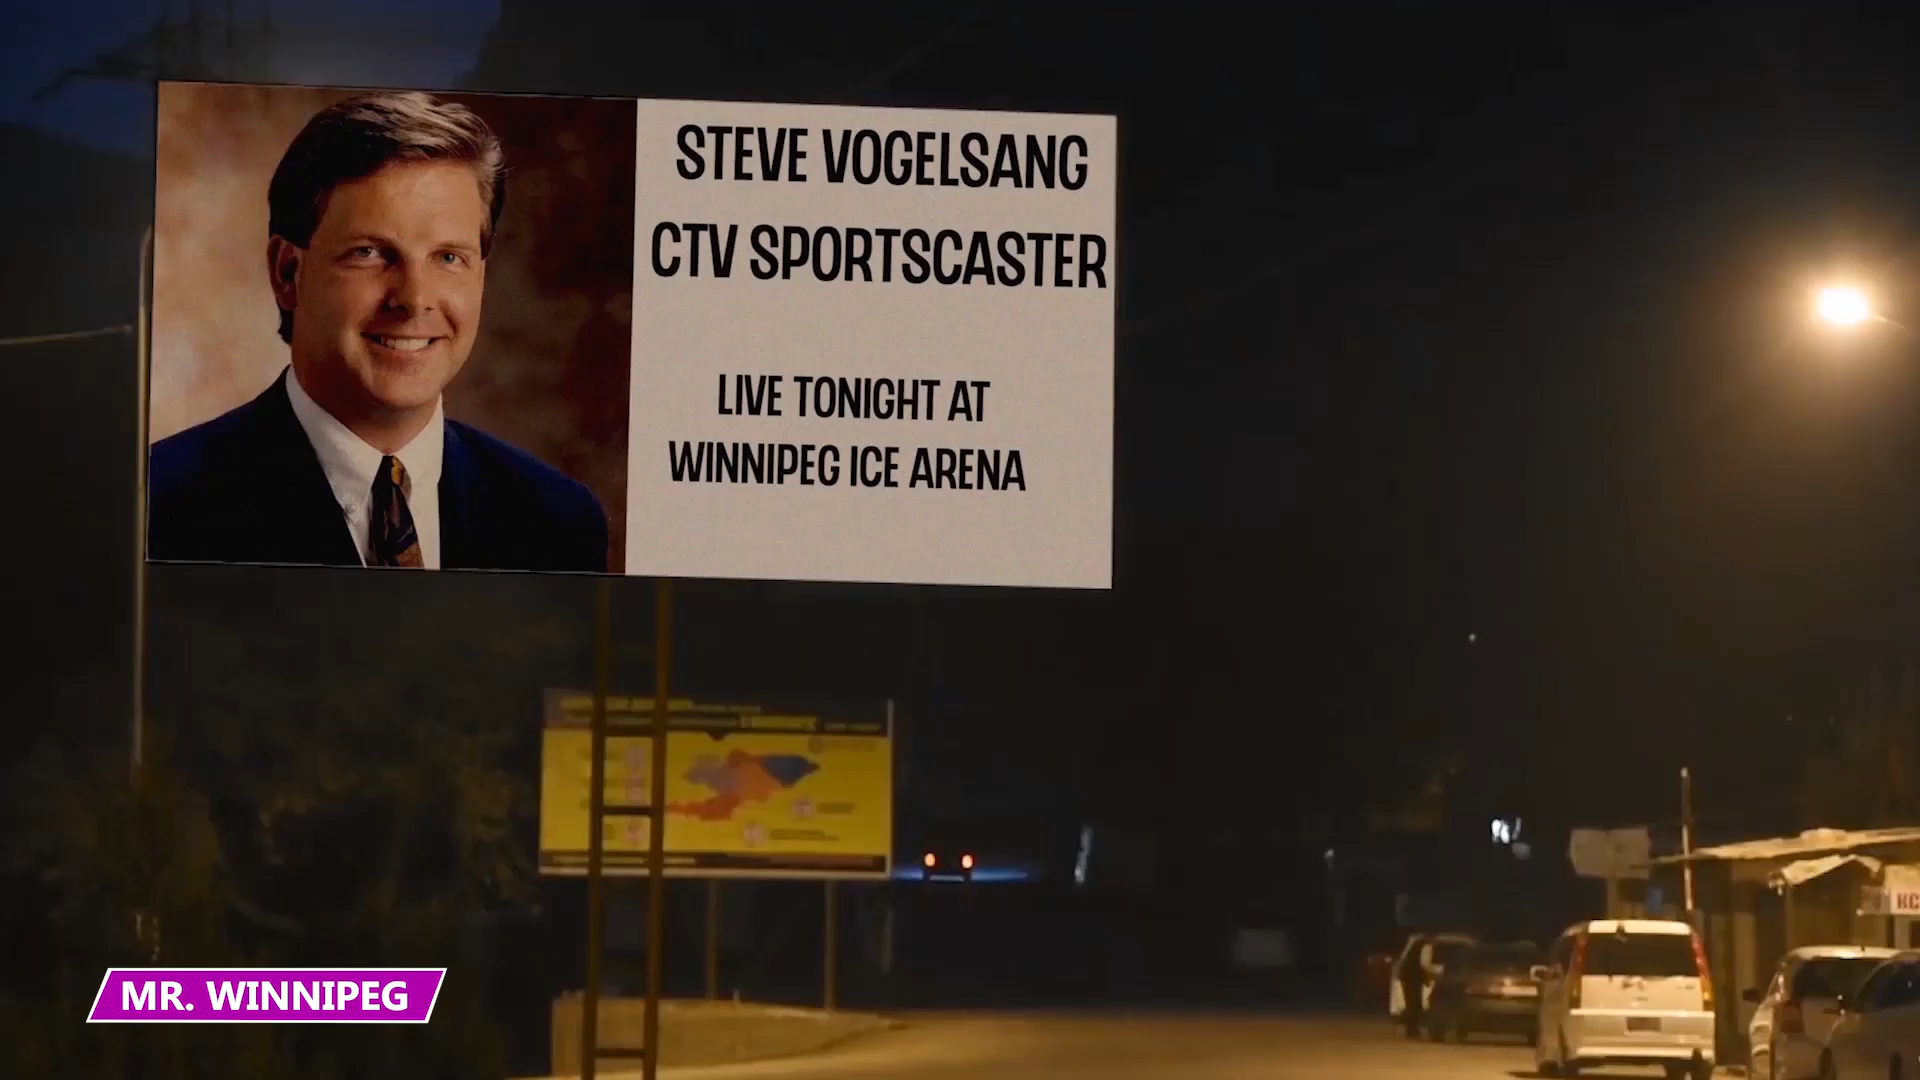 STEVE VOGELSANG
CTV SPORTSCASTER
LIVE TONIGHT AT
WINNIPEG ICE ARENA
MR. WINNIPEG